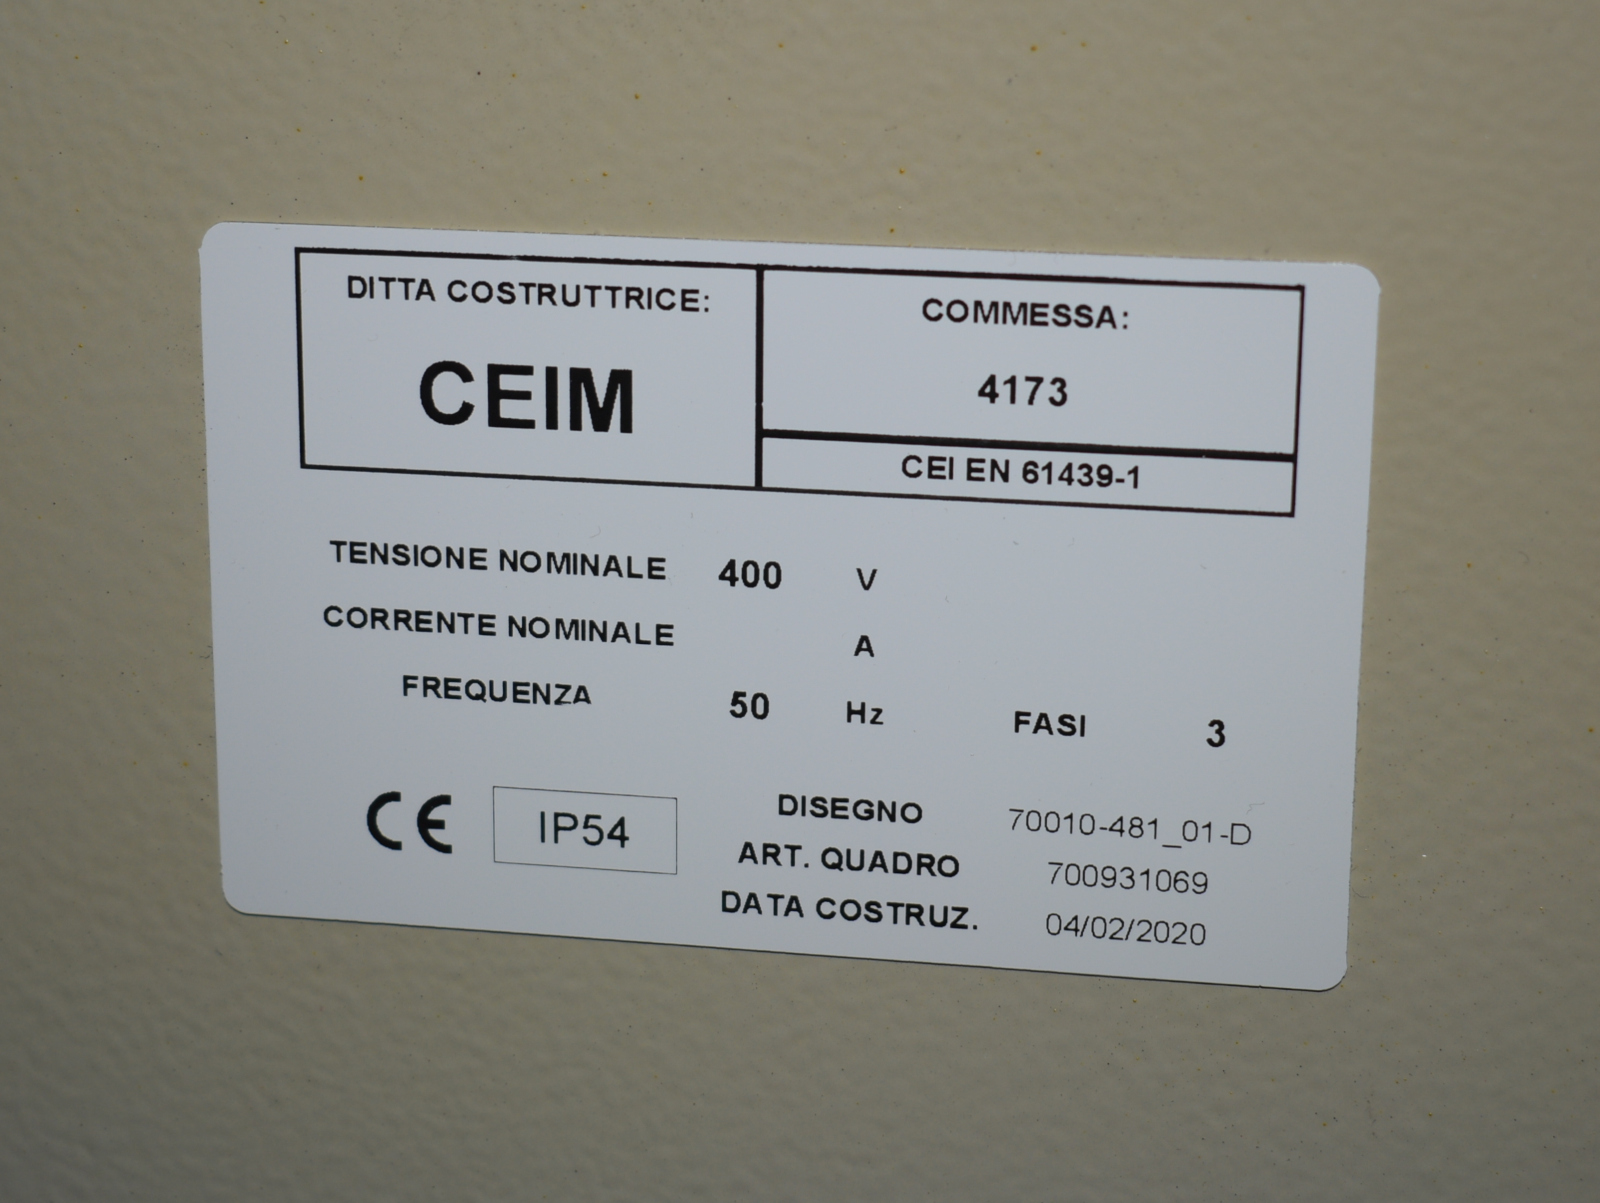 DITTA COSTRUTTRICE:
CEIM
COMMESSA:
4173
CEI EN 61439-1
TENSIONE NOMINALE 400 V
CORRENTE NOMINALE A
FREQUENZA 50 Hz FASI 3
CE IP54
DISEGNO 70010-481_01-D
ART. QUADRO 700931069
DATA COSTRUZ. 04/02/2020